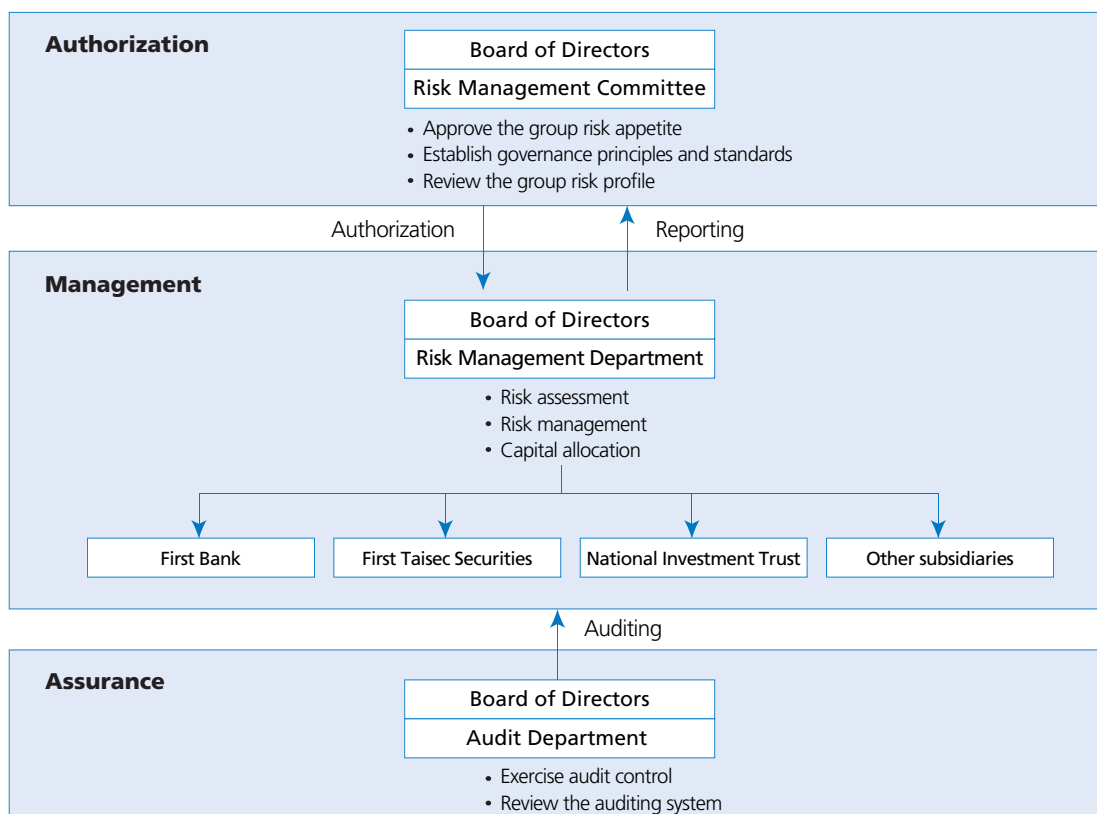 Authorization
Board of Directors
Risk Management Committee
• Approve the group risk appetite
• Establish governance principles and standards
• Review the group risk profile
Authorization
Reporting
Management
Board of Directors
Risk Management Department
• Risk assessment
• Risk management
• Capital allocation
First Bank
First Taisec Securities
National Investment Trust
Other subsidiaries
Auditing
Assurance
Board of Directors
Audit Department
• Exercise audit control
• Review the auditing system